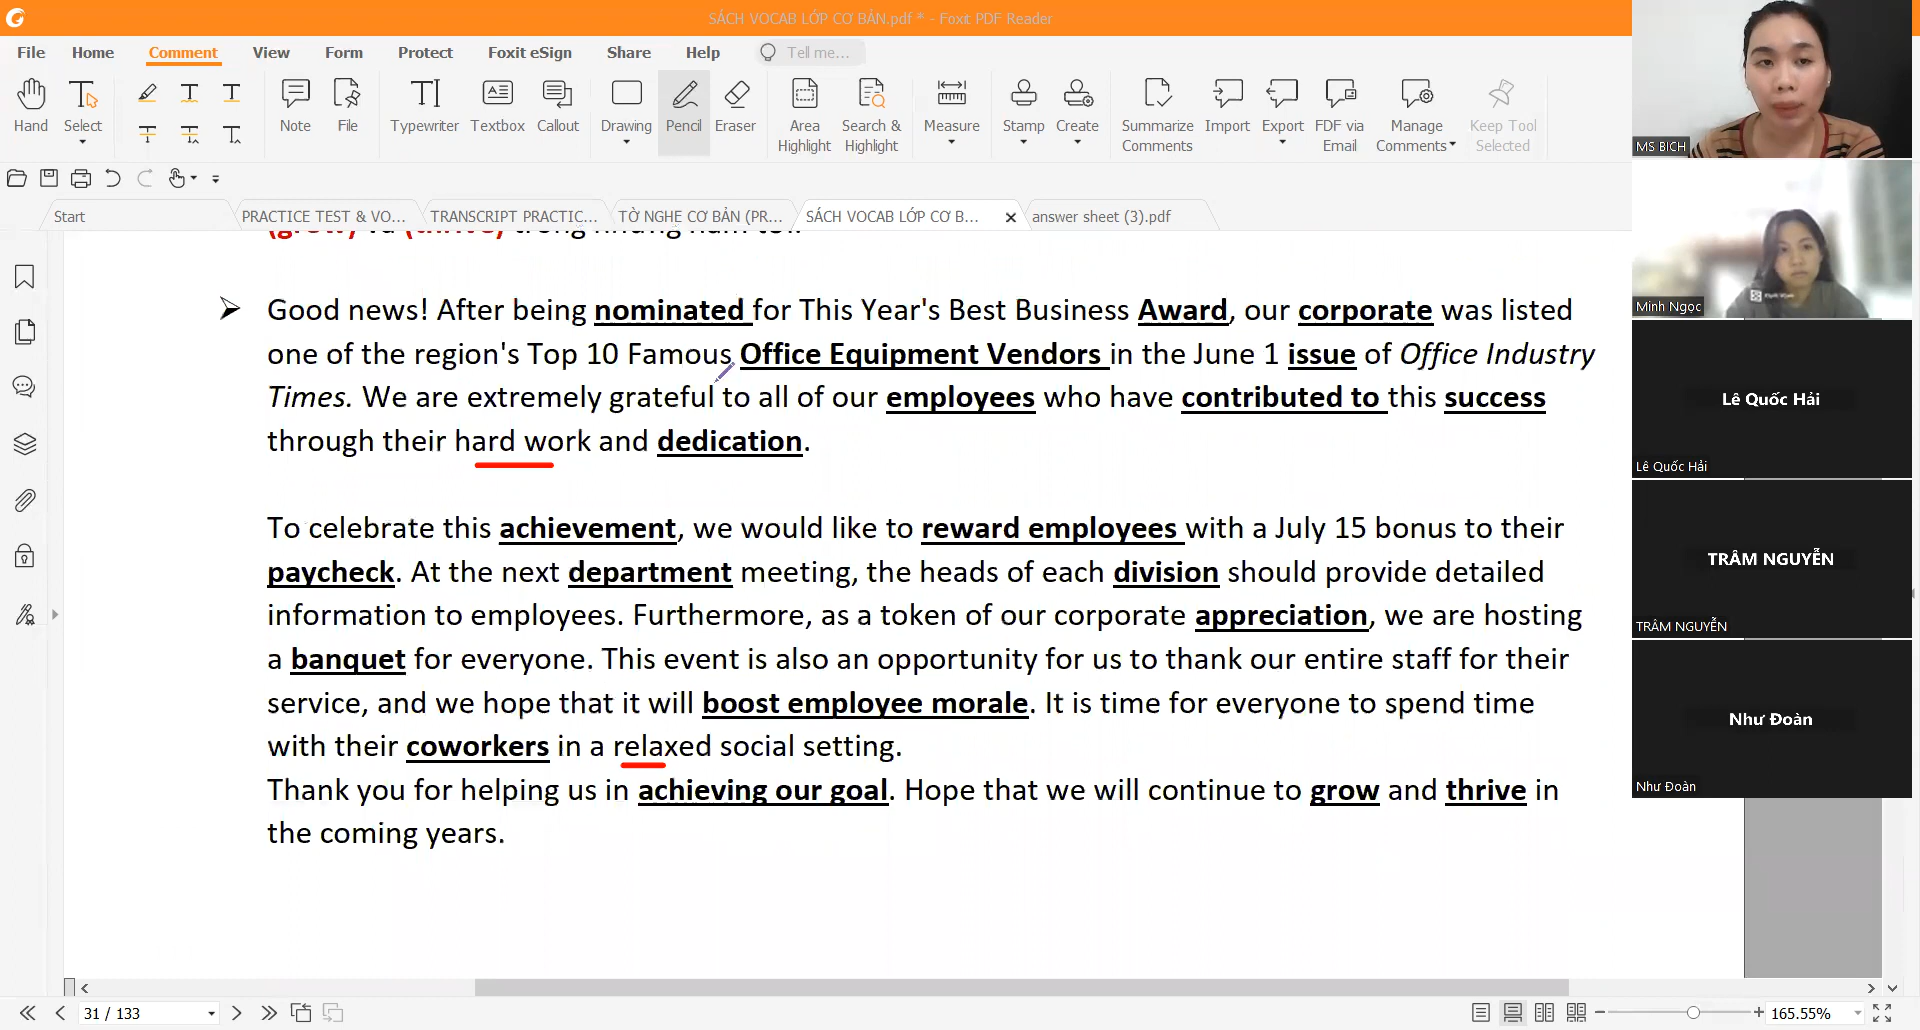 SÁCH VOCAB LỚP CƠ BẢN.pdf * - Foxit PDF Reader
File Home Comment View Form Protect Foxit eSign Share Help Tell me...
Hand Select Note File Typewriter Textbox Callout Drawing Pencil Eraser Area Highlight Search & Highlight Measure Stamp Create Summarize Comments Import Export FDF via Email Manage Comments Keep Tool Selected
Start PRACTICE TEST & VO... TRANSCRIPT PRACTIC... TỜ NGHE CƠ BẢN (PR... SÁCH VOCAB LỚP CƠ B... answer sheet (3).pdf
Good news! After being nominated for This Year's Best Business Award, our corporate was listed
one of the region's Top 10 Famous Office Equipment Vendors in the June 1 issue of Office Industry
Times. We are extremely grateful to all of our employees who have contributed to this success
through their hard work and dedication.
To celebrate this achievement, we would like to reward employees with a July 15 bonus to their
paycheck. At the next department meeting, the heads of each division should provide detailed
information to employees. Furthermore, as a token of our corporate appreciation, we are hosting
a banquet for everyone. This event is also an opportunity for us to thank our entire staff for their
service, and we hope that it will boost employee morale. It is time for everyone to spend time
with their coworkers in a relaxed social setting.
Thank you for helping us in achieving our goal. Hope that we will continue to grow and thrive in
the coming years.
31 / 133
165.55%
MS BICH
Minh Ngọc
Lê Quốc Hải
Lê Quốc Hải
TRÂM NGUYỄN
TRÂM NGUYỄN
Như Đoàn
Như Đoàn